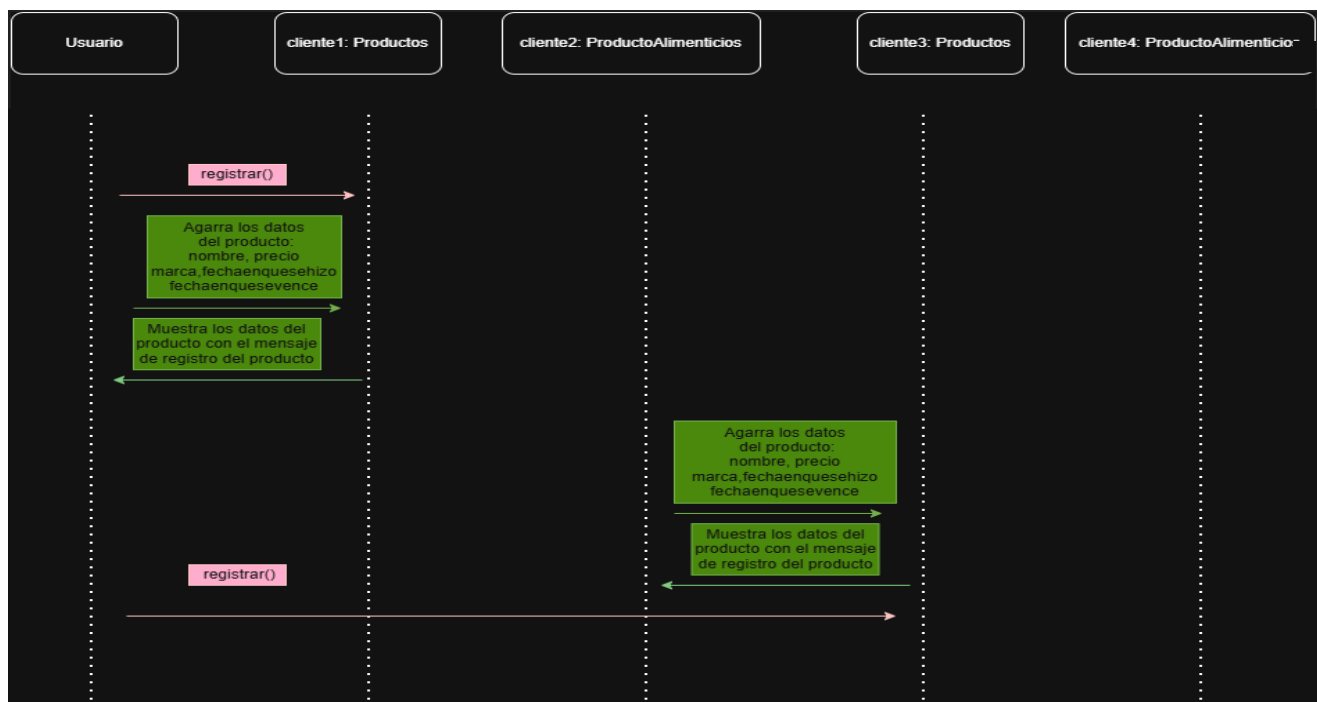 Usuario
cliente1: Productos
cliente2: ProductoAlimenticios
cliente3: Productos
cliente4: ProductoAlimenticio
registrar()
Agarra los datos
del producto:
nombre, precio
marca,fechaenquesehizo
fechaenquesevence
Muestra los datos del
producto con el mensaje
de registro del producto
Agarra los datos
del producto:
nombre, precio
marca,fechaenquesehizo
fechaenquesevence
Muestra los datos del
producto con el mensaje
de registro del producto
registrar()